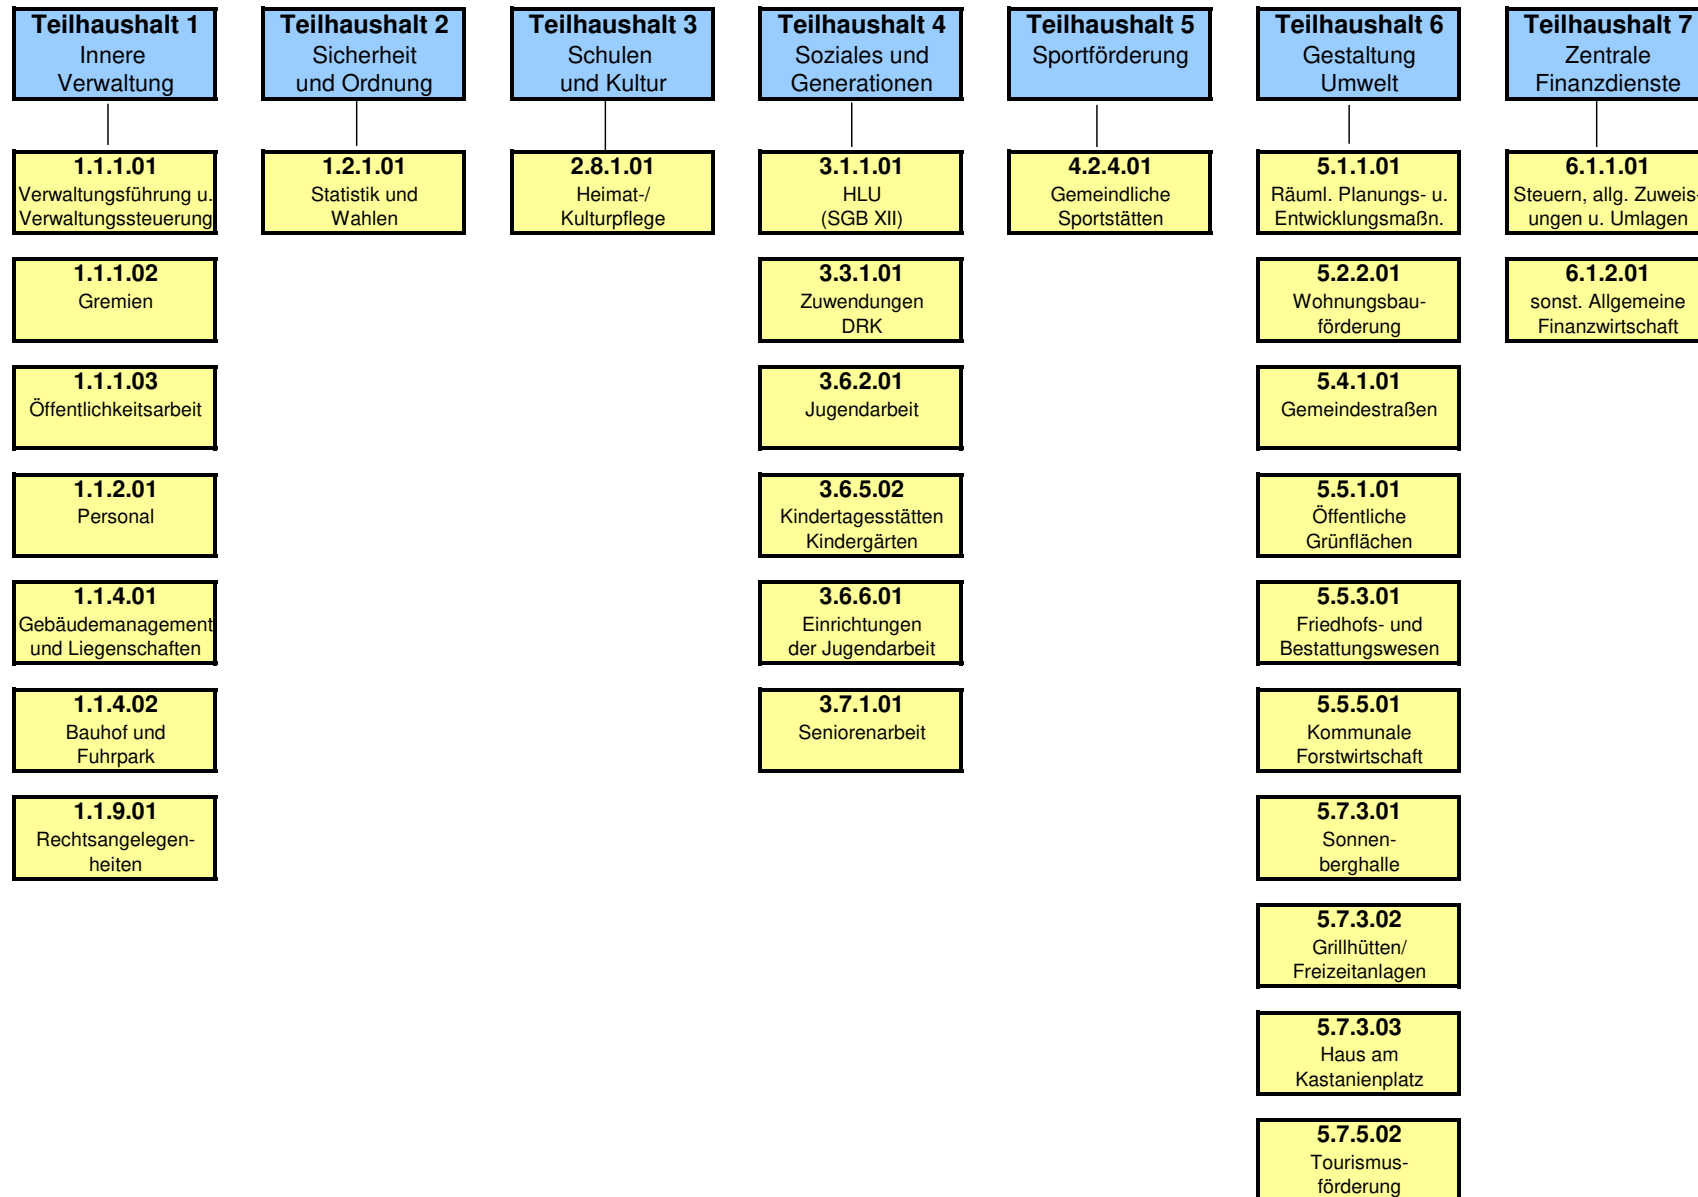 Teilhaushalt 1
Innere
Verwaltung
1.1.1.01
Verwaltungsführung u.
Verwaltungssteuerung
1.1.1.02
Gremien
1.1.1.03
Öffentlichkeitsarbeit
1.1.2.01
Personal
1.1.4.01
Gebäudemanagement
und Liegenschaften
1.1.4.02
Bauhof und
Fuhrpark
1.1.9.01
Rechtsangelegen-
heiten
Teilhaushalt 2
Sicherheit
und Ordnung
1.2.1.01
Statistik und
Wahlen
Teilhaushalt 3
Schulen
und Kultur
2.8.1.01
Heimat-/
Kulturpflege
Teilhaushalt 4
Soziales und
Generationen
3.1.1.01
HLU
(SGB XII)
3.3.1.01
Zuwendungen
DRK
3.6.2.01
Jugendarbeit
3.6.5.02
Kindertagesstätten
Kindergärten
3.6.6.01
Einrichtungen
der Jugendarbeit
3.7.1.01
Seniorenarbeit
Teilhaushalt 5
Sportförderung
4.2.4.01
Gemeindliche
Sportstätten
Teilhaushalt 6
Gestaltung
Umwelt
5.1.1.01
Räuml. Planungs- u.
Entwicklungsmaßn.
5.2.2.01
Wohnungsbau-
förderung
5.4.1.01
Gemeindestraßen
5.5.1.01
Öffentliche
Grünflächen
5.5.3.01
Friedhofs- und
Bestattungswesen
5.5.5.01
Kommunale
Forstwirtschaft
5.7.3.01
Sonnen-
berghalle
5.7.3.02
Grillhütten/
Freizeitanlagen
5.7.3.03
Haus am
Kastanienplatz
5.7.5.02
Tourismus-
förderung
Teilhaushalt 7
Zentrale
Finanzdienste
6.1.1.01
Steuern, allg. Zuweis-
ungen u. Umlagen
6.1.2.01
sonst. Allgemeine
Finanzwirtschaft